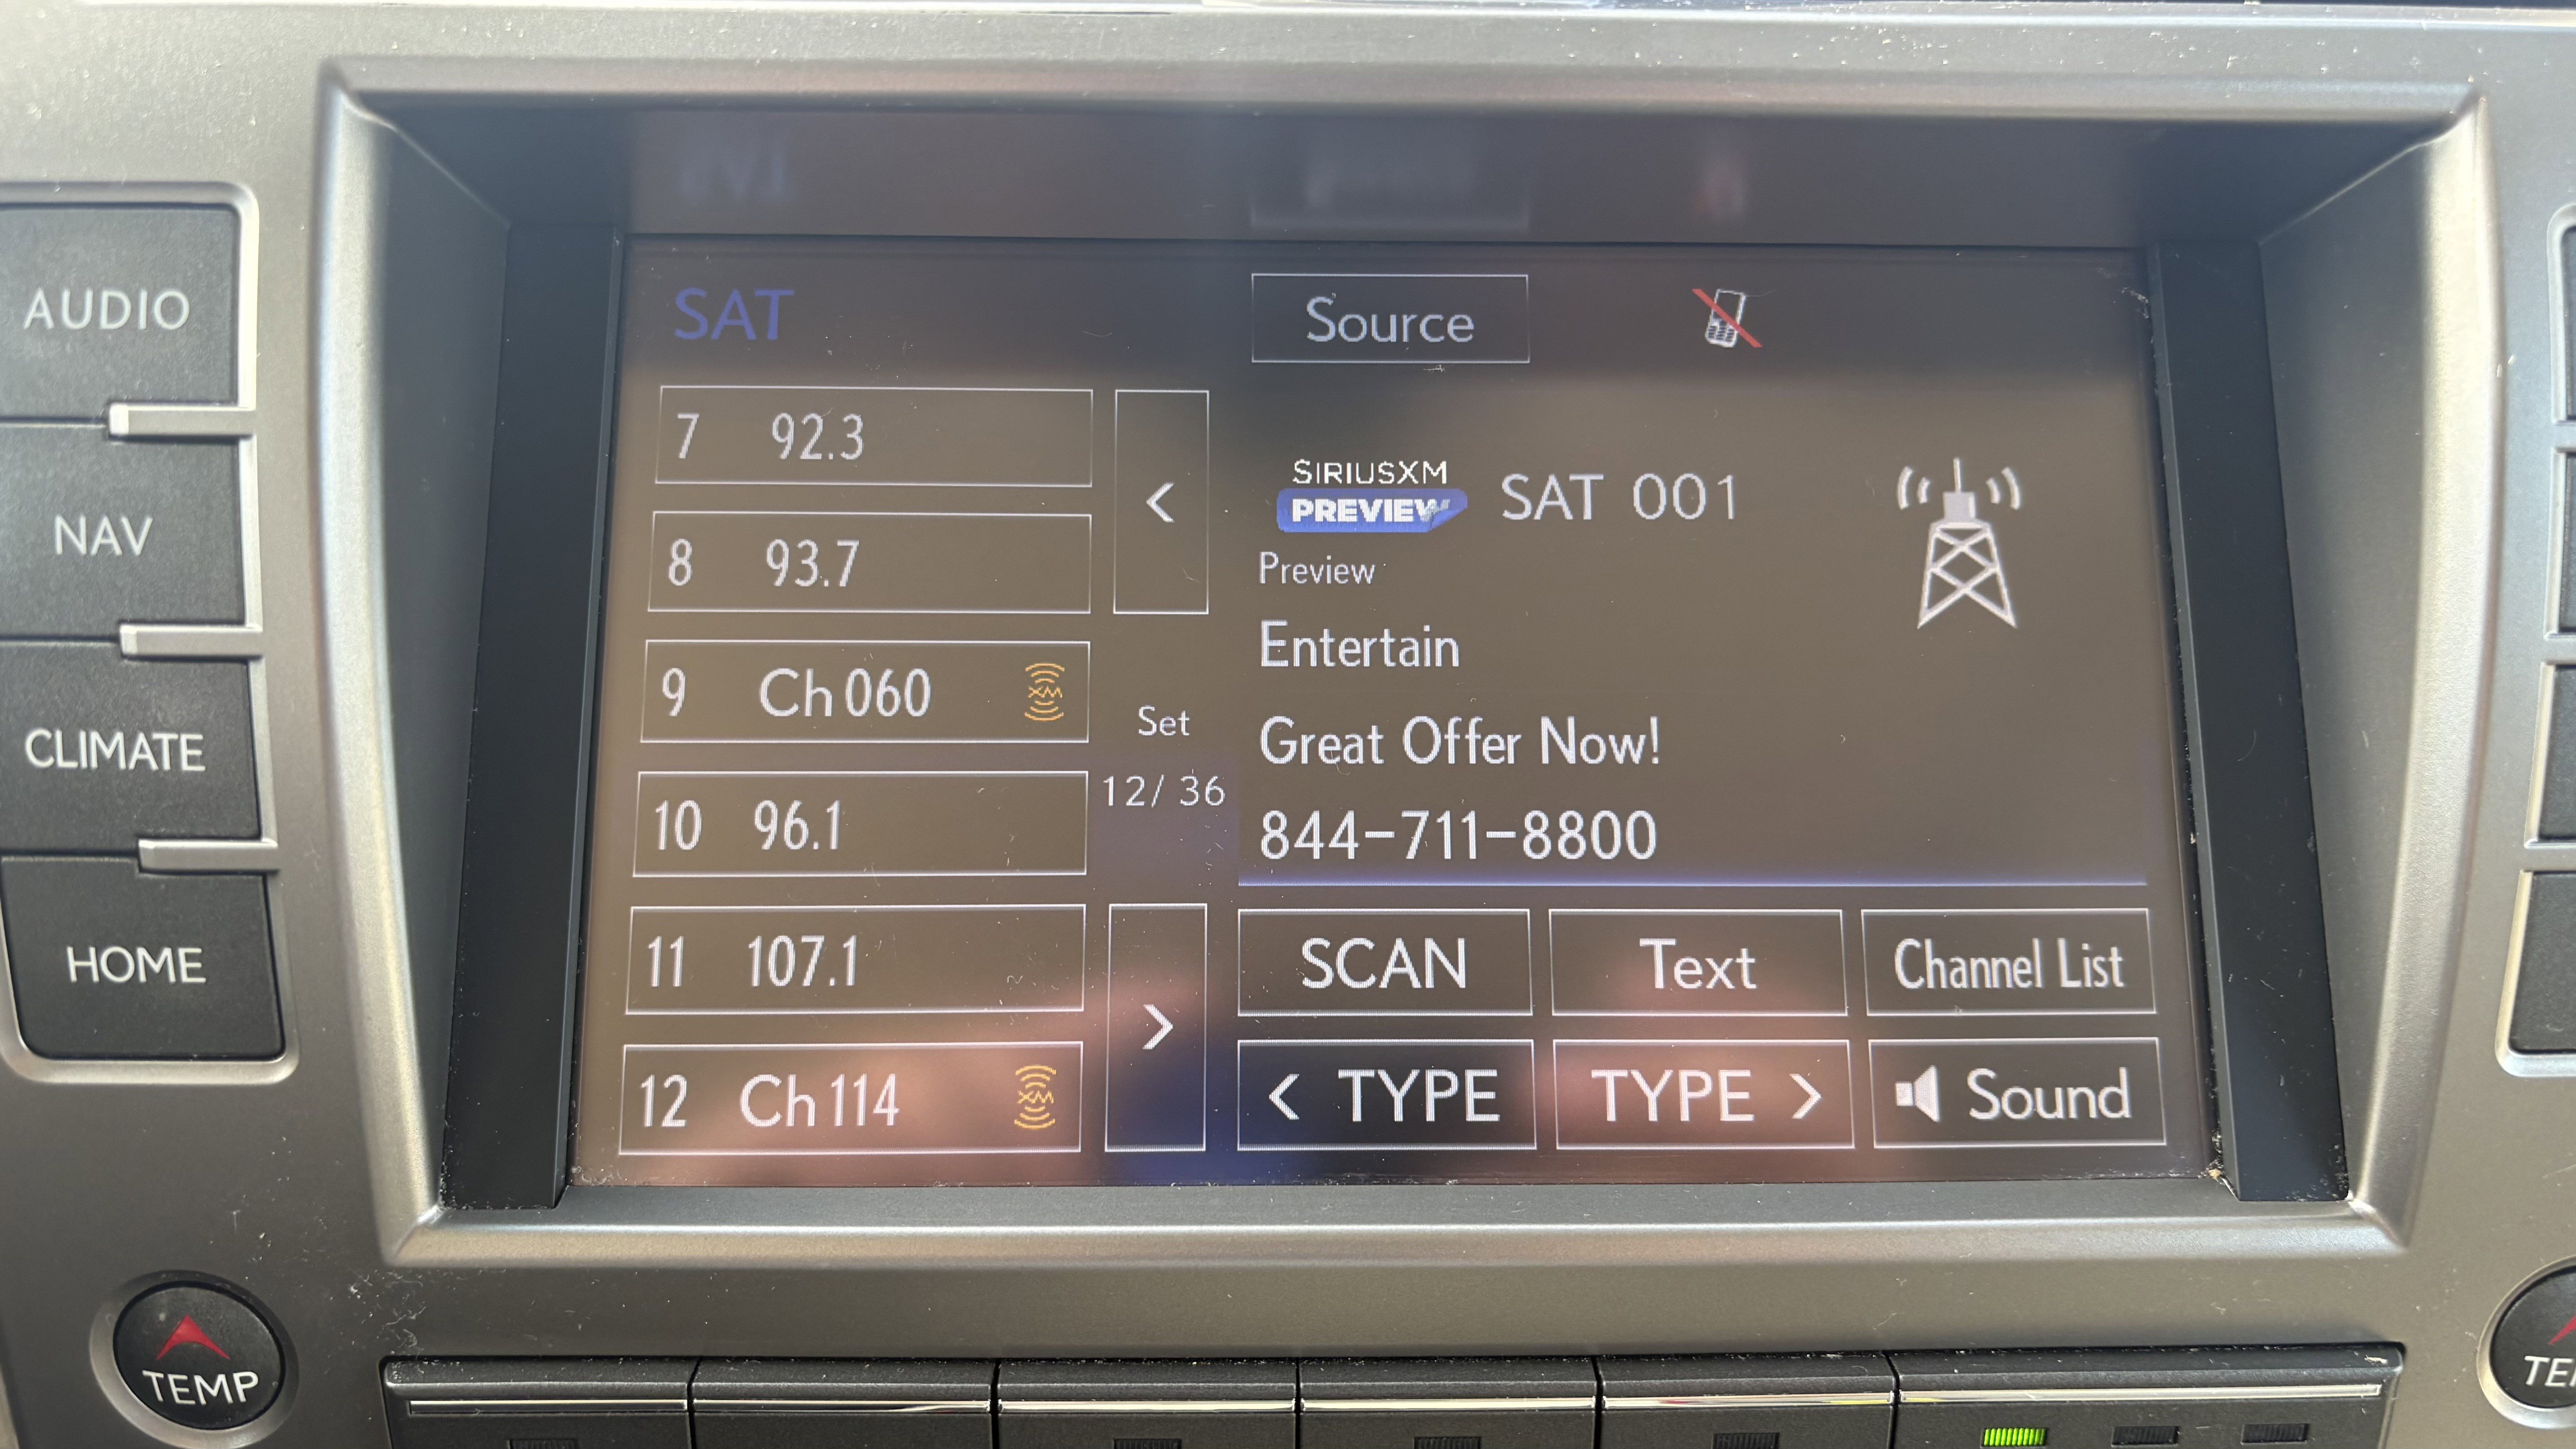 AUDIO
NAV
CLIMATE
HOME
TEMP
SAT
Source
7 92.3
8 93.7
9 Ch 060 XM
10 96.1
11 107.1
12 Ch 114 XM
<
Set
12/ 36
>
SIRIUSXM
PREVIEW
SAT 001
Preview
Entertain
Great Offer Now!
844-711-8800
SCAN
Text
Channel List
< TYPE
TYPE >
Sound